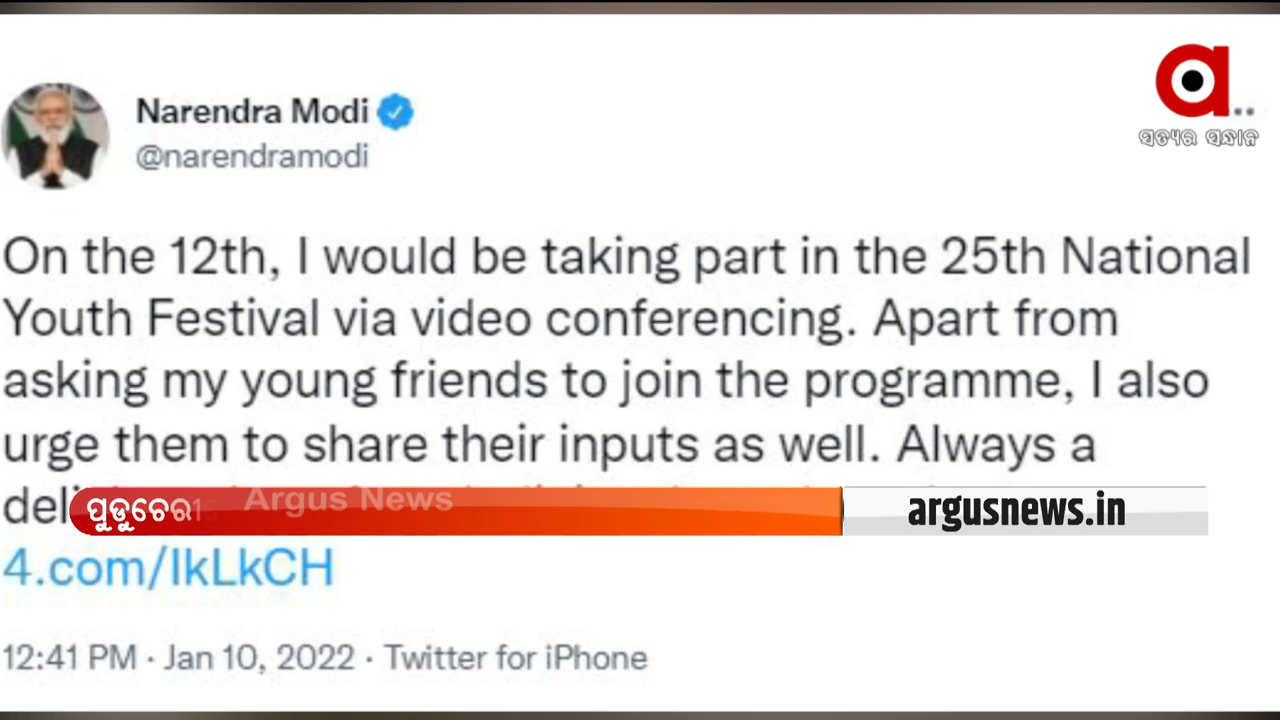 Narendra Modi
@narendramodi
ସତ୍ୟର ସନ୍ଧାନ
On the 12th, I would be taking part in the 25th National
Youth Festival via video conferencing. Apart from
asking my young friends to join the programme, I also
urge them to share their inputs as well. Always a
ପୁଡୁଚେରୀ
Argus News
argusnews.in
4.com/IkLkCH
12:41 PM · Jan 10, 2022 · Twitter for iPhone